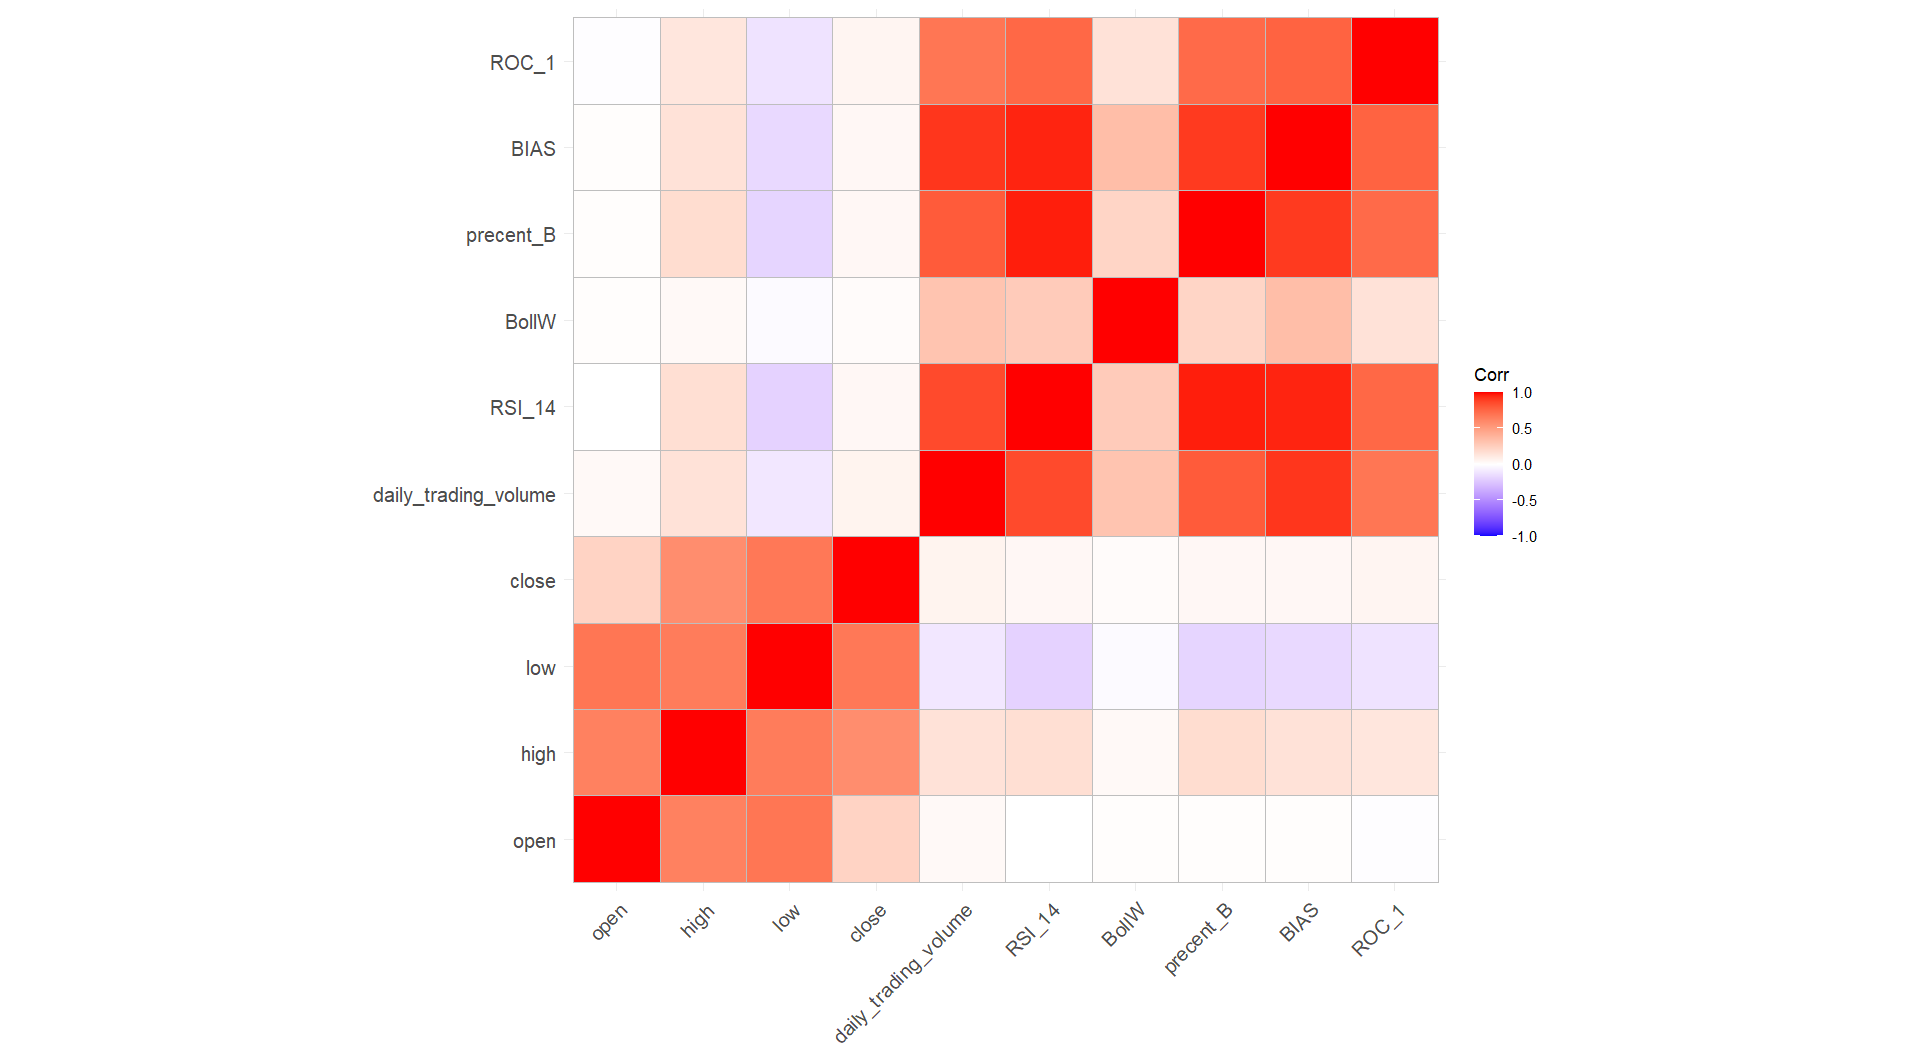 ROC_1
BIAS
precent_B
BollW
RSI_14
daily_trading_volume
close
low
high
open
open
high
low
close
daily_trading_volume
RSI_14
BollW
precent_B
BIAS
ROC_1
Corr
1.0
0.5
0.0
-0.5
-1.0